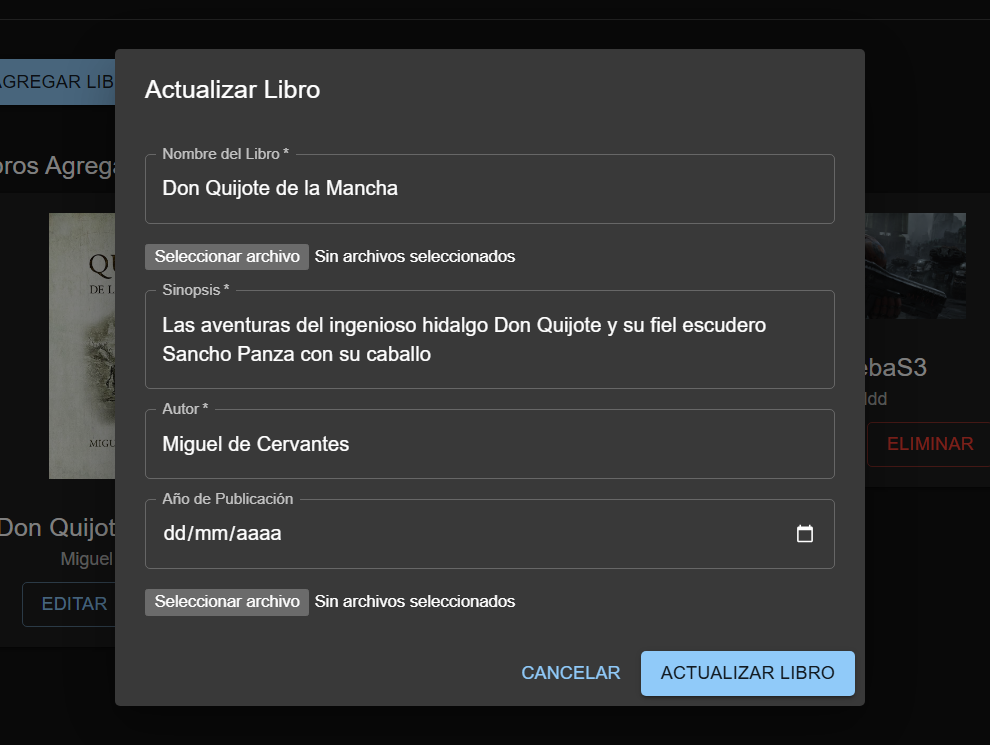 AGREGAR LIB
Actualizar Libro
Nombre del Libro *
Don Quijote de la Mancha
Seleccionar archivo Sin archivos seleccionados
Sinopsis *
Las aventuras del ingenioso hidalgo Don Quijote y su fiel escudero
Sancho Panza con su caballo
Autor *
Miguel de Cervantes
Año de Publicación
dd/mm/aaaa
Seleccionar archivo Sin archivos seleccionados
CANCELAR ACTUALIZAR LIBRO
bros Agrega
QU
DE L
MIGU
Don Quijot
Miguel
EDITAR
ebaS3
ddd
ELIMINAR